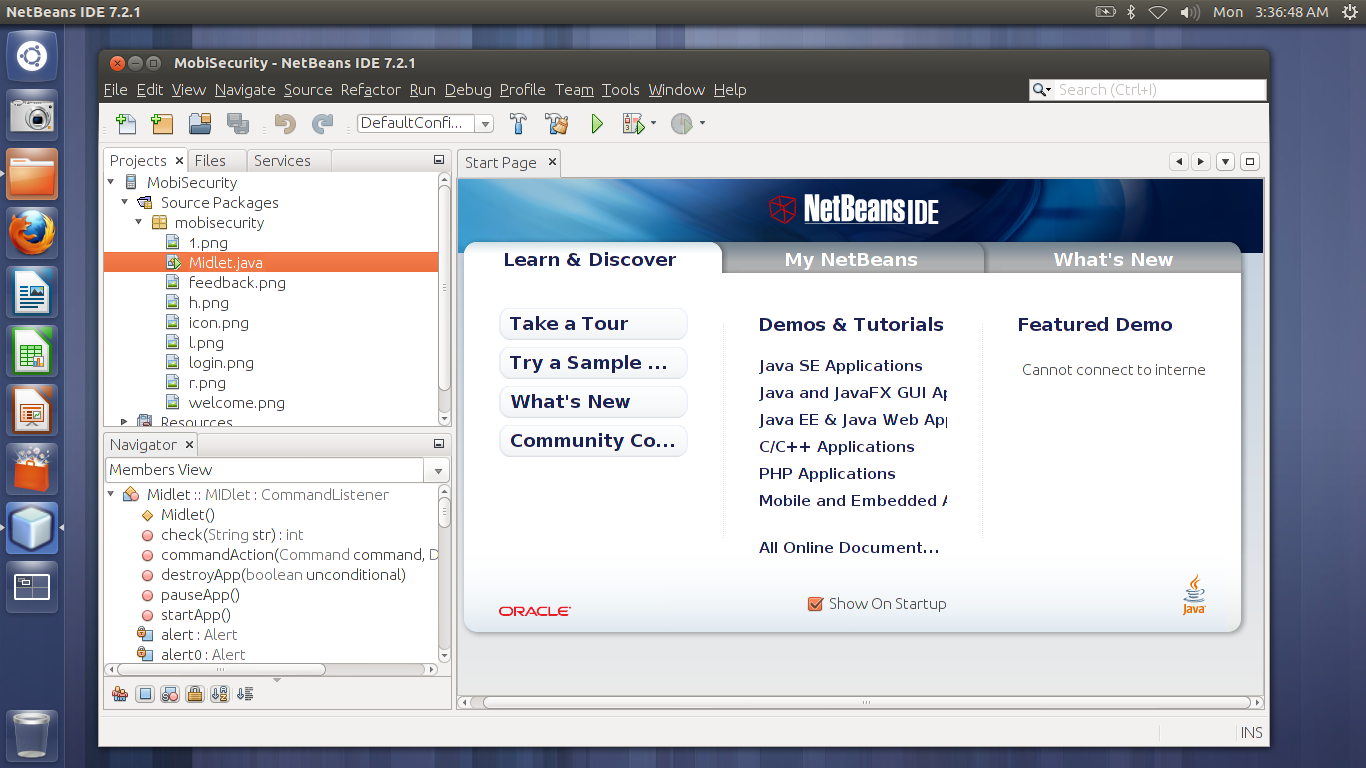 NetBeans IDE 7.2.1
Mon 3:36:48 AM
MobiSecurity - NetBeans IDE 7.2.1
File Edit View Navigate Source Refactor Run Debug Profile Team Tools Window Help
Search (Ctrl+I)
DefaultConfi...
Projects Files Services
MobiSecurity
Source Packages
mobisecurity
1.png
Midlet.java
feedback.png
h.png
icon.png
l.png
login.png
r.png
welcome.png
Resources
Navigator
Members View
Midlet :: MIDlet : CommandListener
Midlet()
check(String str) : int
commandAction(Command command, D
destroyApp(boolean unconditional)
pauseApp()
startApp()
alert : Alert
alert0 : Alert
Start Page
NetBeans IDE
Learn & Discover
My NetBeans
What's New
Take a Tour
Try a Sample ...
What's New
Community Co...
Demos & Tutorials
Java SE Applications
Java and JavaFX GUI Ap
Java EE & Java Web App
C/C++ Applications
PHP Applications
Mobile and Embedded A
All Online Document...
Featured Demo
Cannot connect to interne
ORACLE
Show On Startup
Java
INS